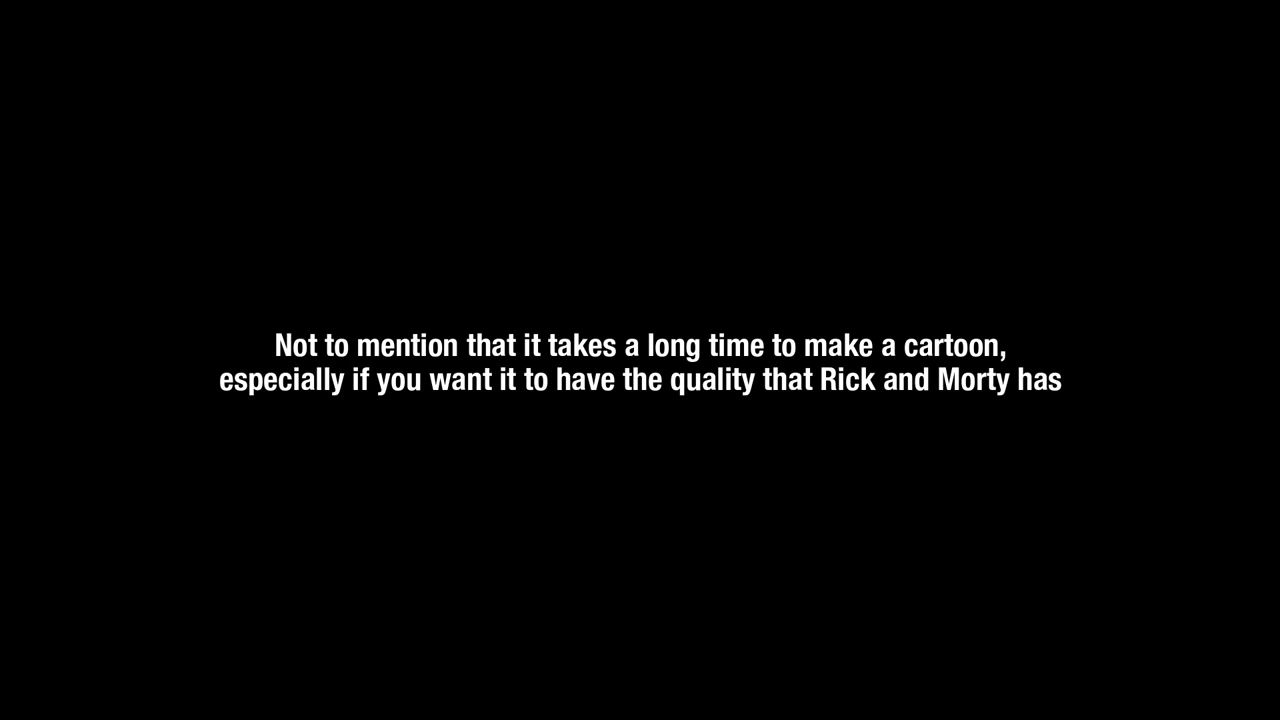 Not to mention that it takes a long time to make a cartoon,
especially if you want it to have the quality that Rick and Morty has